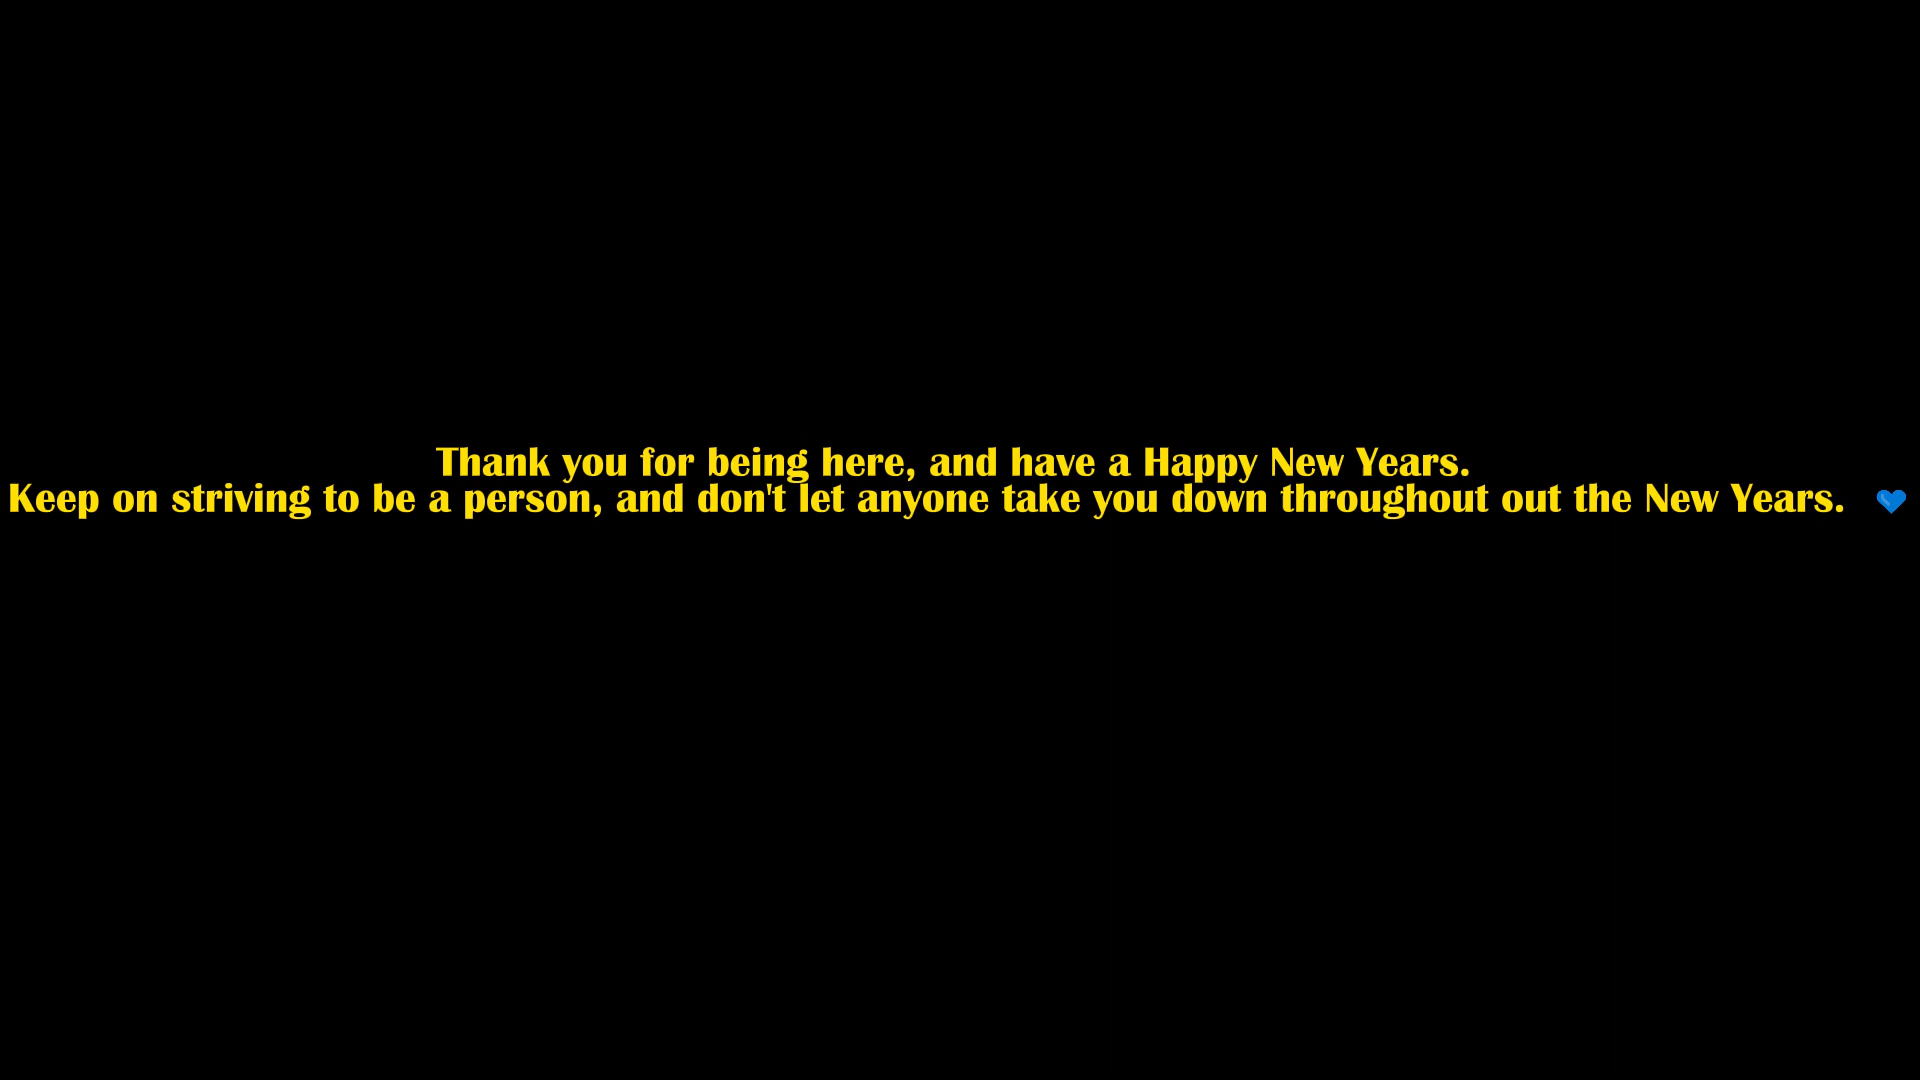 Thank you for being here, and have a Happy New Years.
Keep on striving to be a person, and don't let anyone take you down throughout out the New Years. 💙